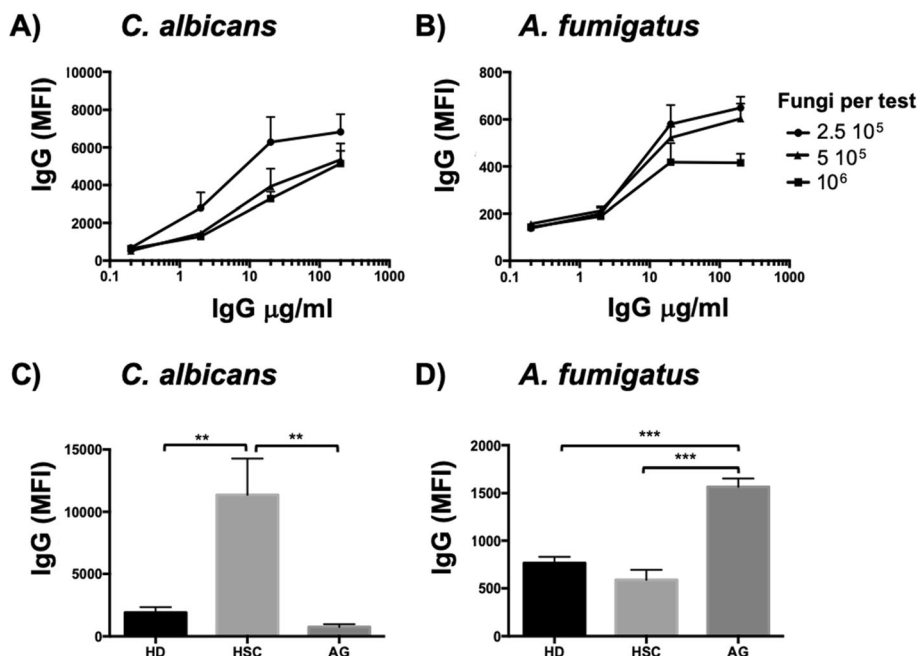 A) C. albicans
IgG (MFI)
10000
8000
6000
4000
2000
0
0.1 1 10 100 1000
IgG μg/ml
B) A. fumigatus
IgG (MFI)
800
600
400
200
0
0.1 1 10 100 1000
IgG μg/ml
Fungi per test
2.5 10⁵
5 10⁵
10⁶
C) C. albicans
IgG (MFI)
15000
10000
5000
0
** **
HD HSC AG
D) A. fumigatus
IgG (MFI)
2000
1500
1000
500
0
***
***
HD HSC AG